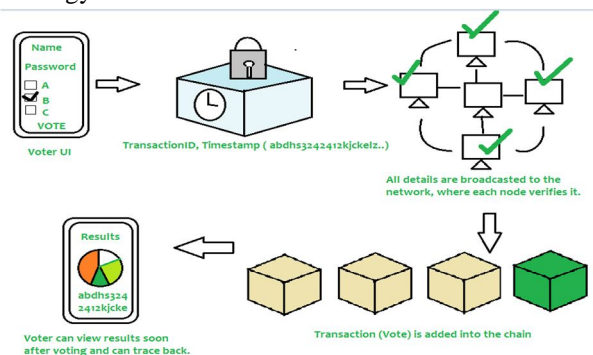 Name
Password
A
B
C
VOTE
Voter UI
TransactionID, Timestamp ( abdhs3242412kjckelz..)
All details are broadcasted to the
network, where each node verifies it.
Results
abdhs324
2412kjcke
Voter can view results soon
after voting and can trace back.
Transaction (Vote) is added into the chain